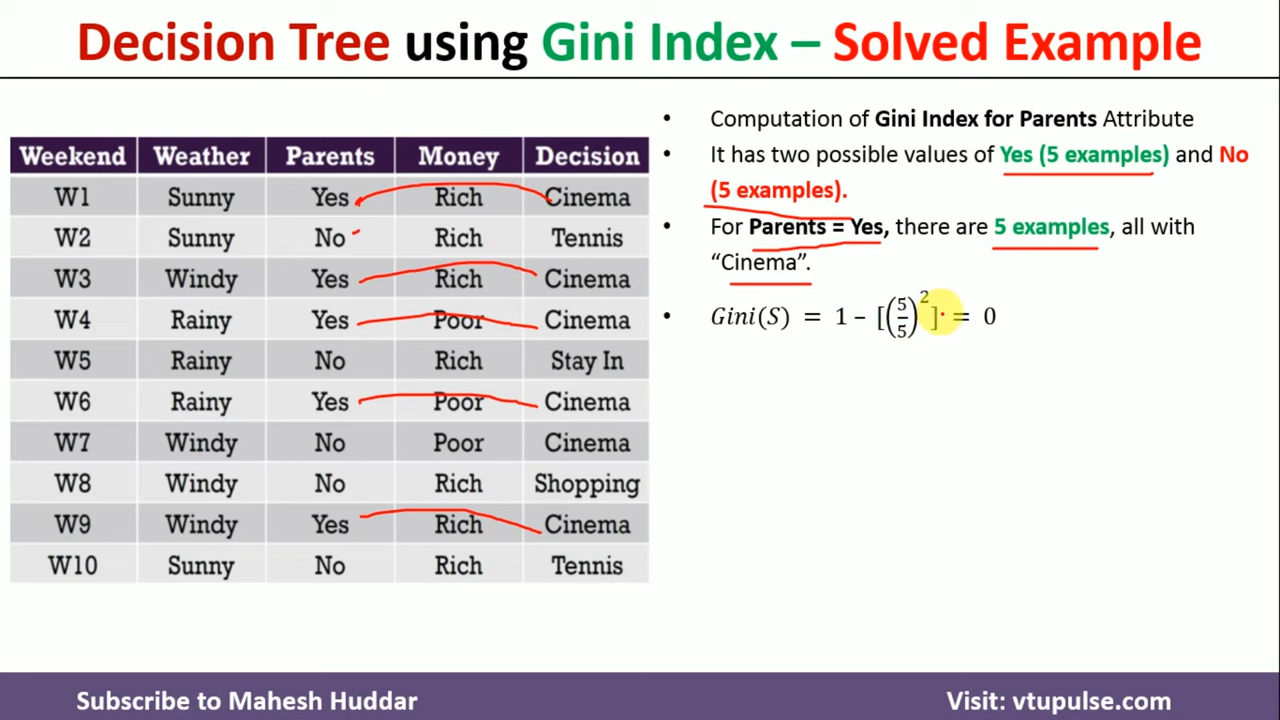 Decision Tree using Gini Index – Solved Example
Weekend Weather Parents Money Decision
W1 Sunny Yes Rich Cinema
W2 Sunny No Rich Tennis
W3 Windy Yes Rich Cinema
W4 Rainy Yes Poor Cinema
W5 Rainy No Rich Stay In
W6 Rainy Yes Poor Cinema
W7 Windy No Poor Cinema
W8 Windy No Rich Shopping
W9 Windy Yes Rich Cinema
W10 Sunny No Rich Tennis
• Computation of Gini Index for Parents Attribute
• It has two possible values of Yes (5 examples) and No
(5 examples).
• For Parents = Yes, there are 5 examples, all with
“Cinema”.
• Gini(S) = 1 – [(5/5)²] = 0
Subscribe to Mahesh Huddar
Visit: vtupulse.com